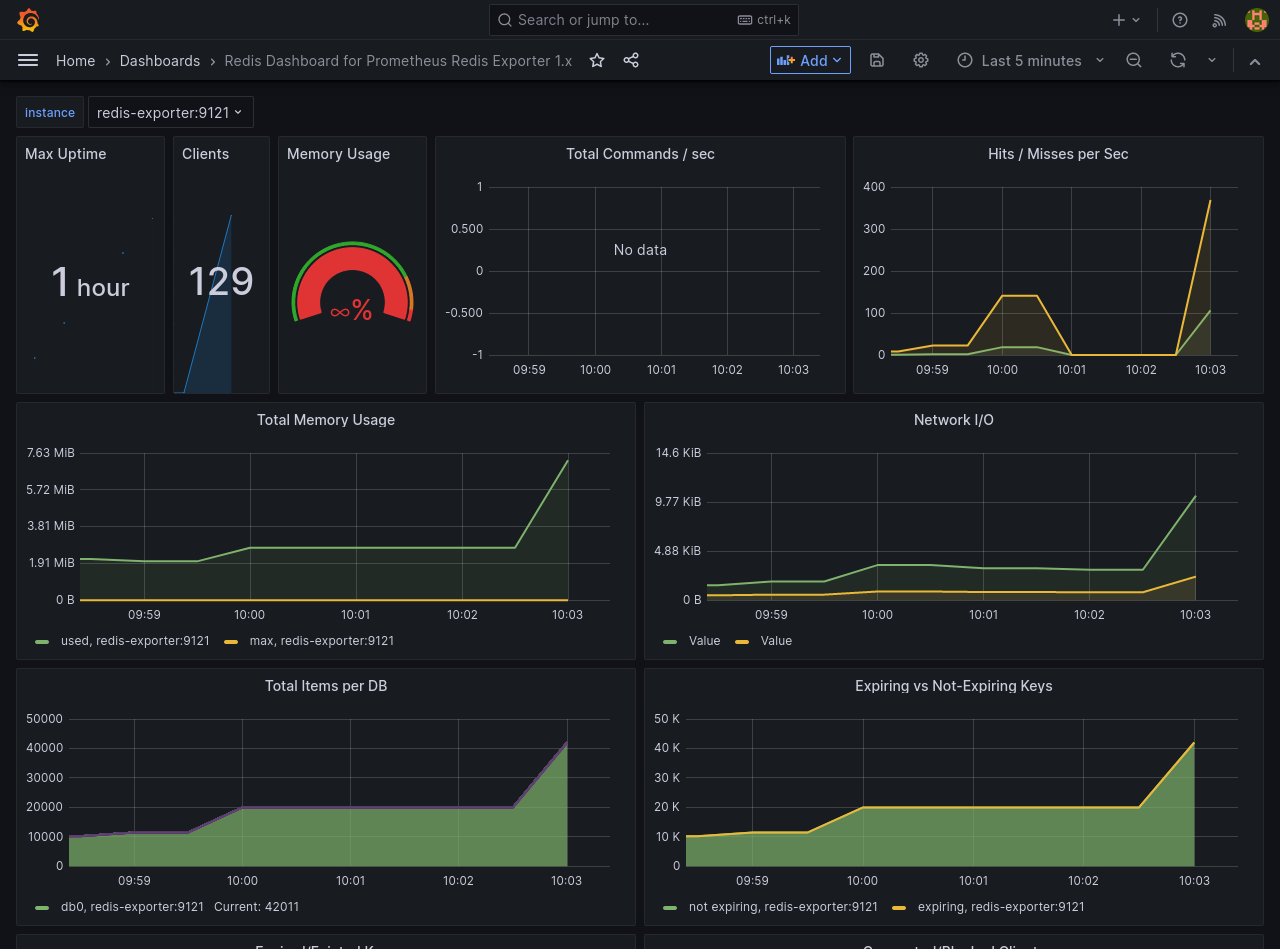 Search or jump to...
ctrl+k
Home › Dashboards › Redis Dashboard for Prometheus Redis Exporter 1.x
Add
Last 5 minutes
instance
redis-exporter:9121
Max Uptime
1 hour
Clients
129
Memory Usage
∞%
Total Commands / sec
1
0.500
0
-0.500
-1
No data
09:59 10:00 10:01 10:02 10:03
Hits / Misses per Sec
400
300
200
100
0
09:59 10:00 10:01 10:02 10:03
Total Memory Usage
7.63 MiB
5.72 MiB
3.81 MiB
1.91 MiB
0 B
09:59 10:00 10:01 10:02 10:03
used, redis-exporter:9121 max, redis-exporter:9121
Network I/O
14.6 KiB
9.77 KiB
4.88 KiB
0 B
09:59 10:00 10:01 10:02 10:03
Value Value
Total Items per DB
50000
40000
30000
20000
10000
0
09:59 10:00 10:01 10:02 10:03
db0, redis-exporter:9121 Current: 42011
Expiring vs Not-Expiring Keys
50 K
40 K
30 K
20 K
10 K
0
09:59 10:00 10:01 10:02 10:03
not expiring, redis-exporter:9121 expiring, redis-exporter:9121